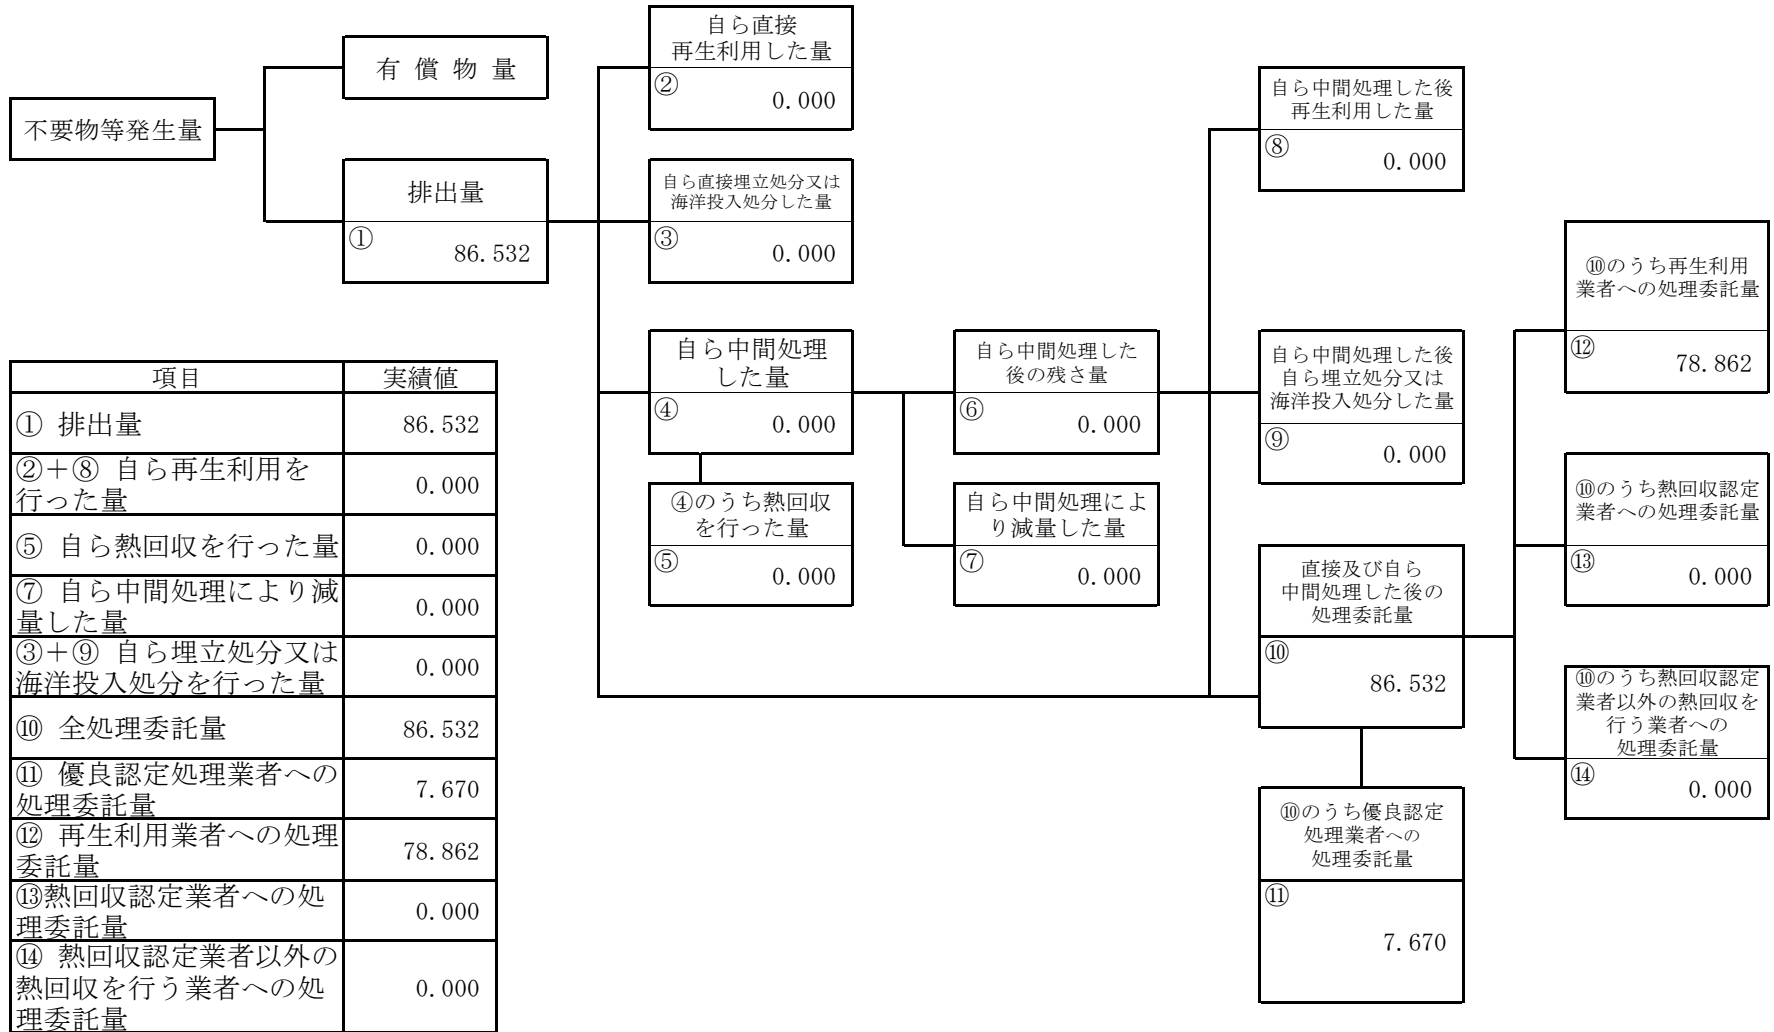 不要物等発生量
有 償 物 量
排出量
①
86.532
自ら直接
再生利用した量
②
0.000
自ら直接埋立処分又は
海洋投入処分した量
③
0.000
自ら中間処理
した量
④
0.000
④のうち熱回収
を行った量
⑤
0.000
自ら中間処理した
後の残さ量
⑥
0.000
自ら中間処理によ
り減量した量
⑦
0.000
自ら中間処理した後
再生利用した量
⑧
0.000
自ら中間処理した後
自ら埋立処分又は
海洋投入処分した量
⑨
0.000
直接及び自ら
中間処理した後の
処理委託量
⑩
86.532
⑩のうち優良認定
処理業者への
処理委託量
⑪
7.670
⑩のうち再生利用
業者への処理委託量
⑫
78.862
⑩のうち熱回収認定
業者への処理委託量
⑬
0.000
⑩のうち熱回収認定
業者以外の熱回収を
行う業者への
処理委託量
⑭
0.000
項目 実績値
① 排出量 86.532
②＋⑧ 自ら再生利用を
行った量 0.000
⑤ 自ら熱回収を行った量 0.000
⑦ 自ら中間処理により減
量した量 0.000
③＋⑨ 自ら埋立処分又は
海洋投入処分を行った量 0.000
⑩ 全処理委託量 86.532
⑪ 優良認定処理業者への
処理委託量 7.670
⑫ 再生利用業者への処理
委託量 78.862
⑬熱回収認定業者への処
理委託量 0.000
⑭ 熱回収認定業者以外の
熱回収を行う業者への処
理委託量 0.000